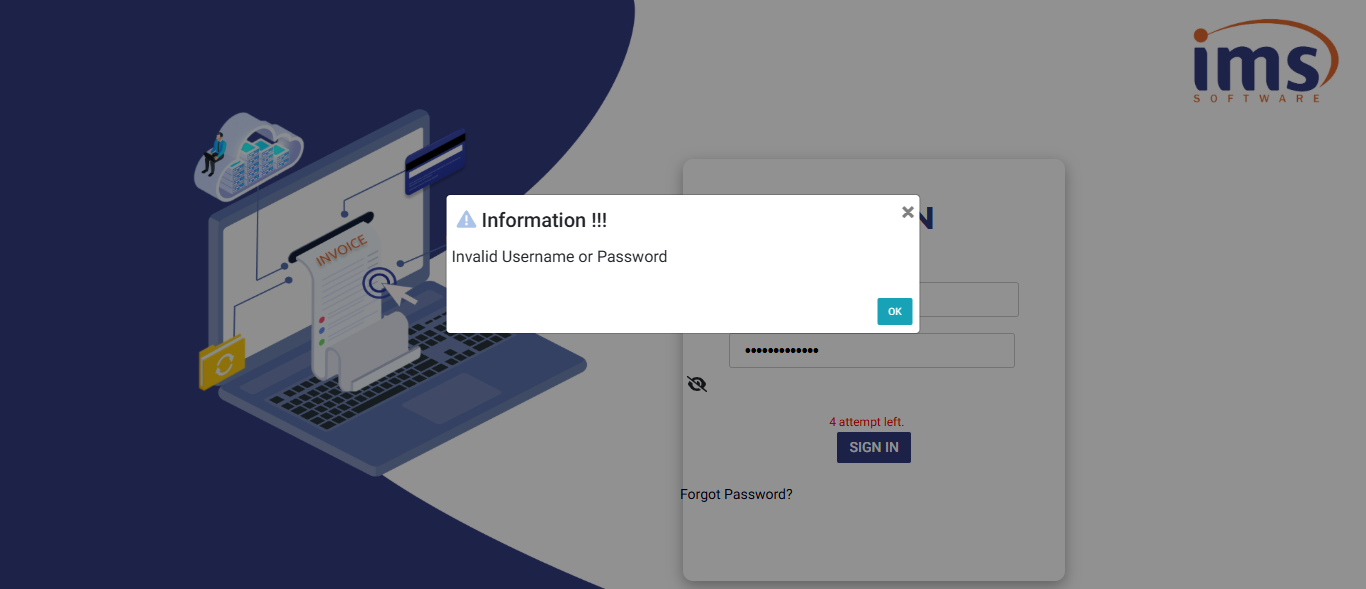 ims
SOFTWARE
INVOICE
Information !!!
Invalid Username or Password
OK
4 attempt left.
SIGN IN
Forgot Password?